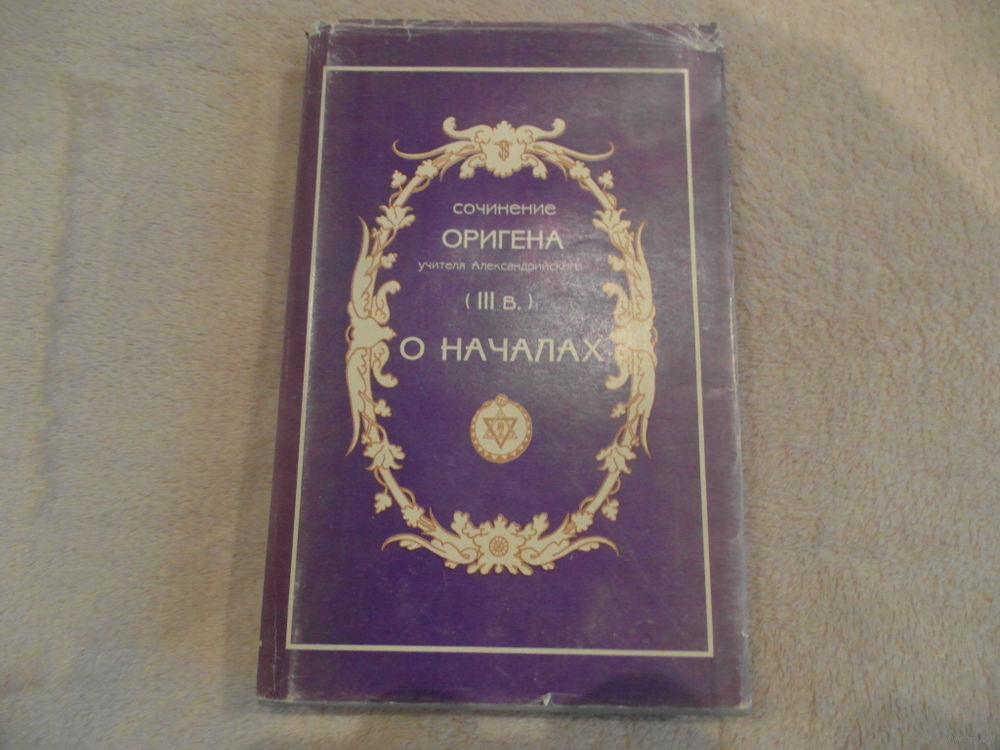 сочинение
ОРИГЕНА
учителя Александрийского
( III в. )
О НАЧАЛАХ